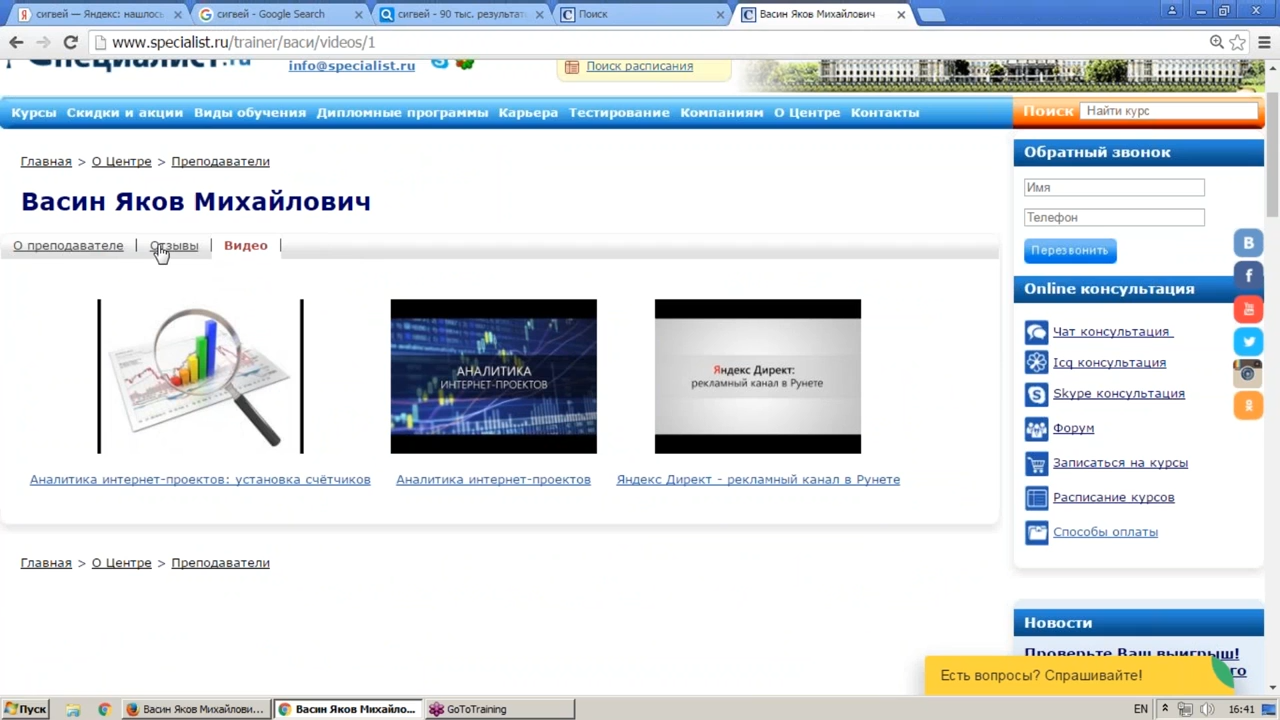 сигвей — Яндекс: нашлось
сигвей - Google Search
сигвей - 90 тыс. результат
Поиск
Васин Яков Михайлович
www.specialist.ru/trainer/васи/videos/1
info@specialist.ru
Поиск расписания
Курсы Скидки и акции Виды обучения Дипломные программы Карьера Тестирование Компаниям О Центре Контакты
Поиск Найти курс
Главная > О Центре > Преподаватели
Васин Яков Михайлович
О преподавателе | Отзывы | Видео |
АНАЛИТИКА
ИНТЕРНЕТ-ПРОЕКТОВ
Яндекс Директ:
рекламный канал в Рунете
Аналитика интернет-проектов: установка счётчиков
Аналитика интернет-проектов
Яндекс Директ - рекламный канал в Рунете
Главная > О Центре > Преподаватели
Обратный звонок
Имя
Телефон
Перезвонить
Online консультация
Чат консультация
Icq консультация
Skype консультация
Форум
Записаться на курсы
Расписание курсов
Способы оплаты
Новости
Проверьте Ваш выигрыш!
Есть вопросы? Спрашивайте!
Пуск
Васин Яков Михайлови...
Васин Яков Михайло...
GoToTraining
EN
16:41